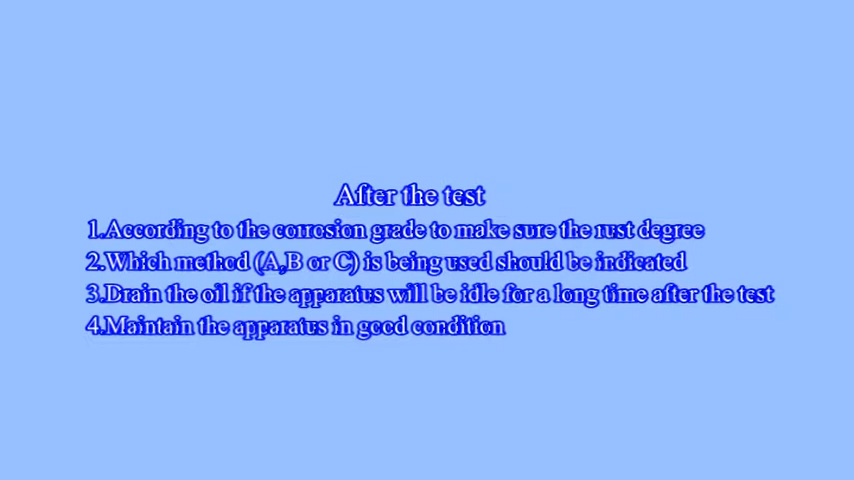 After the test
1.According to the corrosion grade to make sure the rust degree
2.Which method (A,B or C) is being used should be indicated
3.Drain the oil if the apparatus will be idle for a long time after the test
4.Maintain the apparatus in good condition